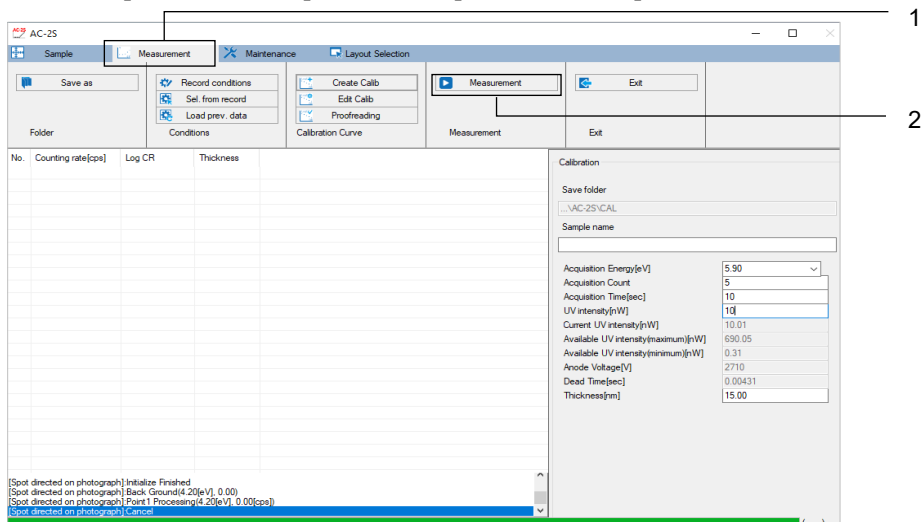 1
AC-2S
Sample Measurement Maintenance Layout Selection
Save as Record conditions Create Calib Measurement Exit
Sel. from record Edit Calib
Load prev. data Proofreading
2
Folder Conditions Calibration Curve Measurement Exit
No. Counting rate[cps] Log CR Thickness
Calibration
Save folder
...\AC-2S\CAL
Sample name
Acquisition Energy[eV] 5.90
Acquisition Count 5
Acquisition Time[sec] 10
UV intensity[nW] 10
Current UV intensity[nW] 10.01
Available UV intensity(maximum)[nW] 690.05
Available UV intensity(minimum)[nW] 0.31
Anode Voltage[V] 2710
Dead Time[sec] 0.00431
Thickness[nm] 15.00
[Spot directed on photograph]:Initialize Finished
[Spot directed on photograph]:Back Ground(4.20[eV], 0.00)
[Spot directed on photograph]:Point1 Processing(4.20[eV], 0.00[cps])
[Spot directed on photograph]:Cancel